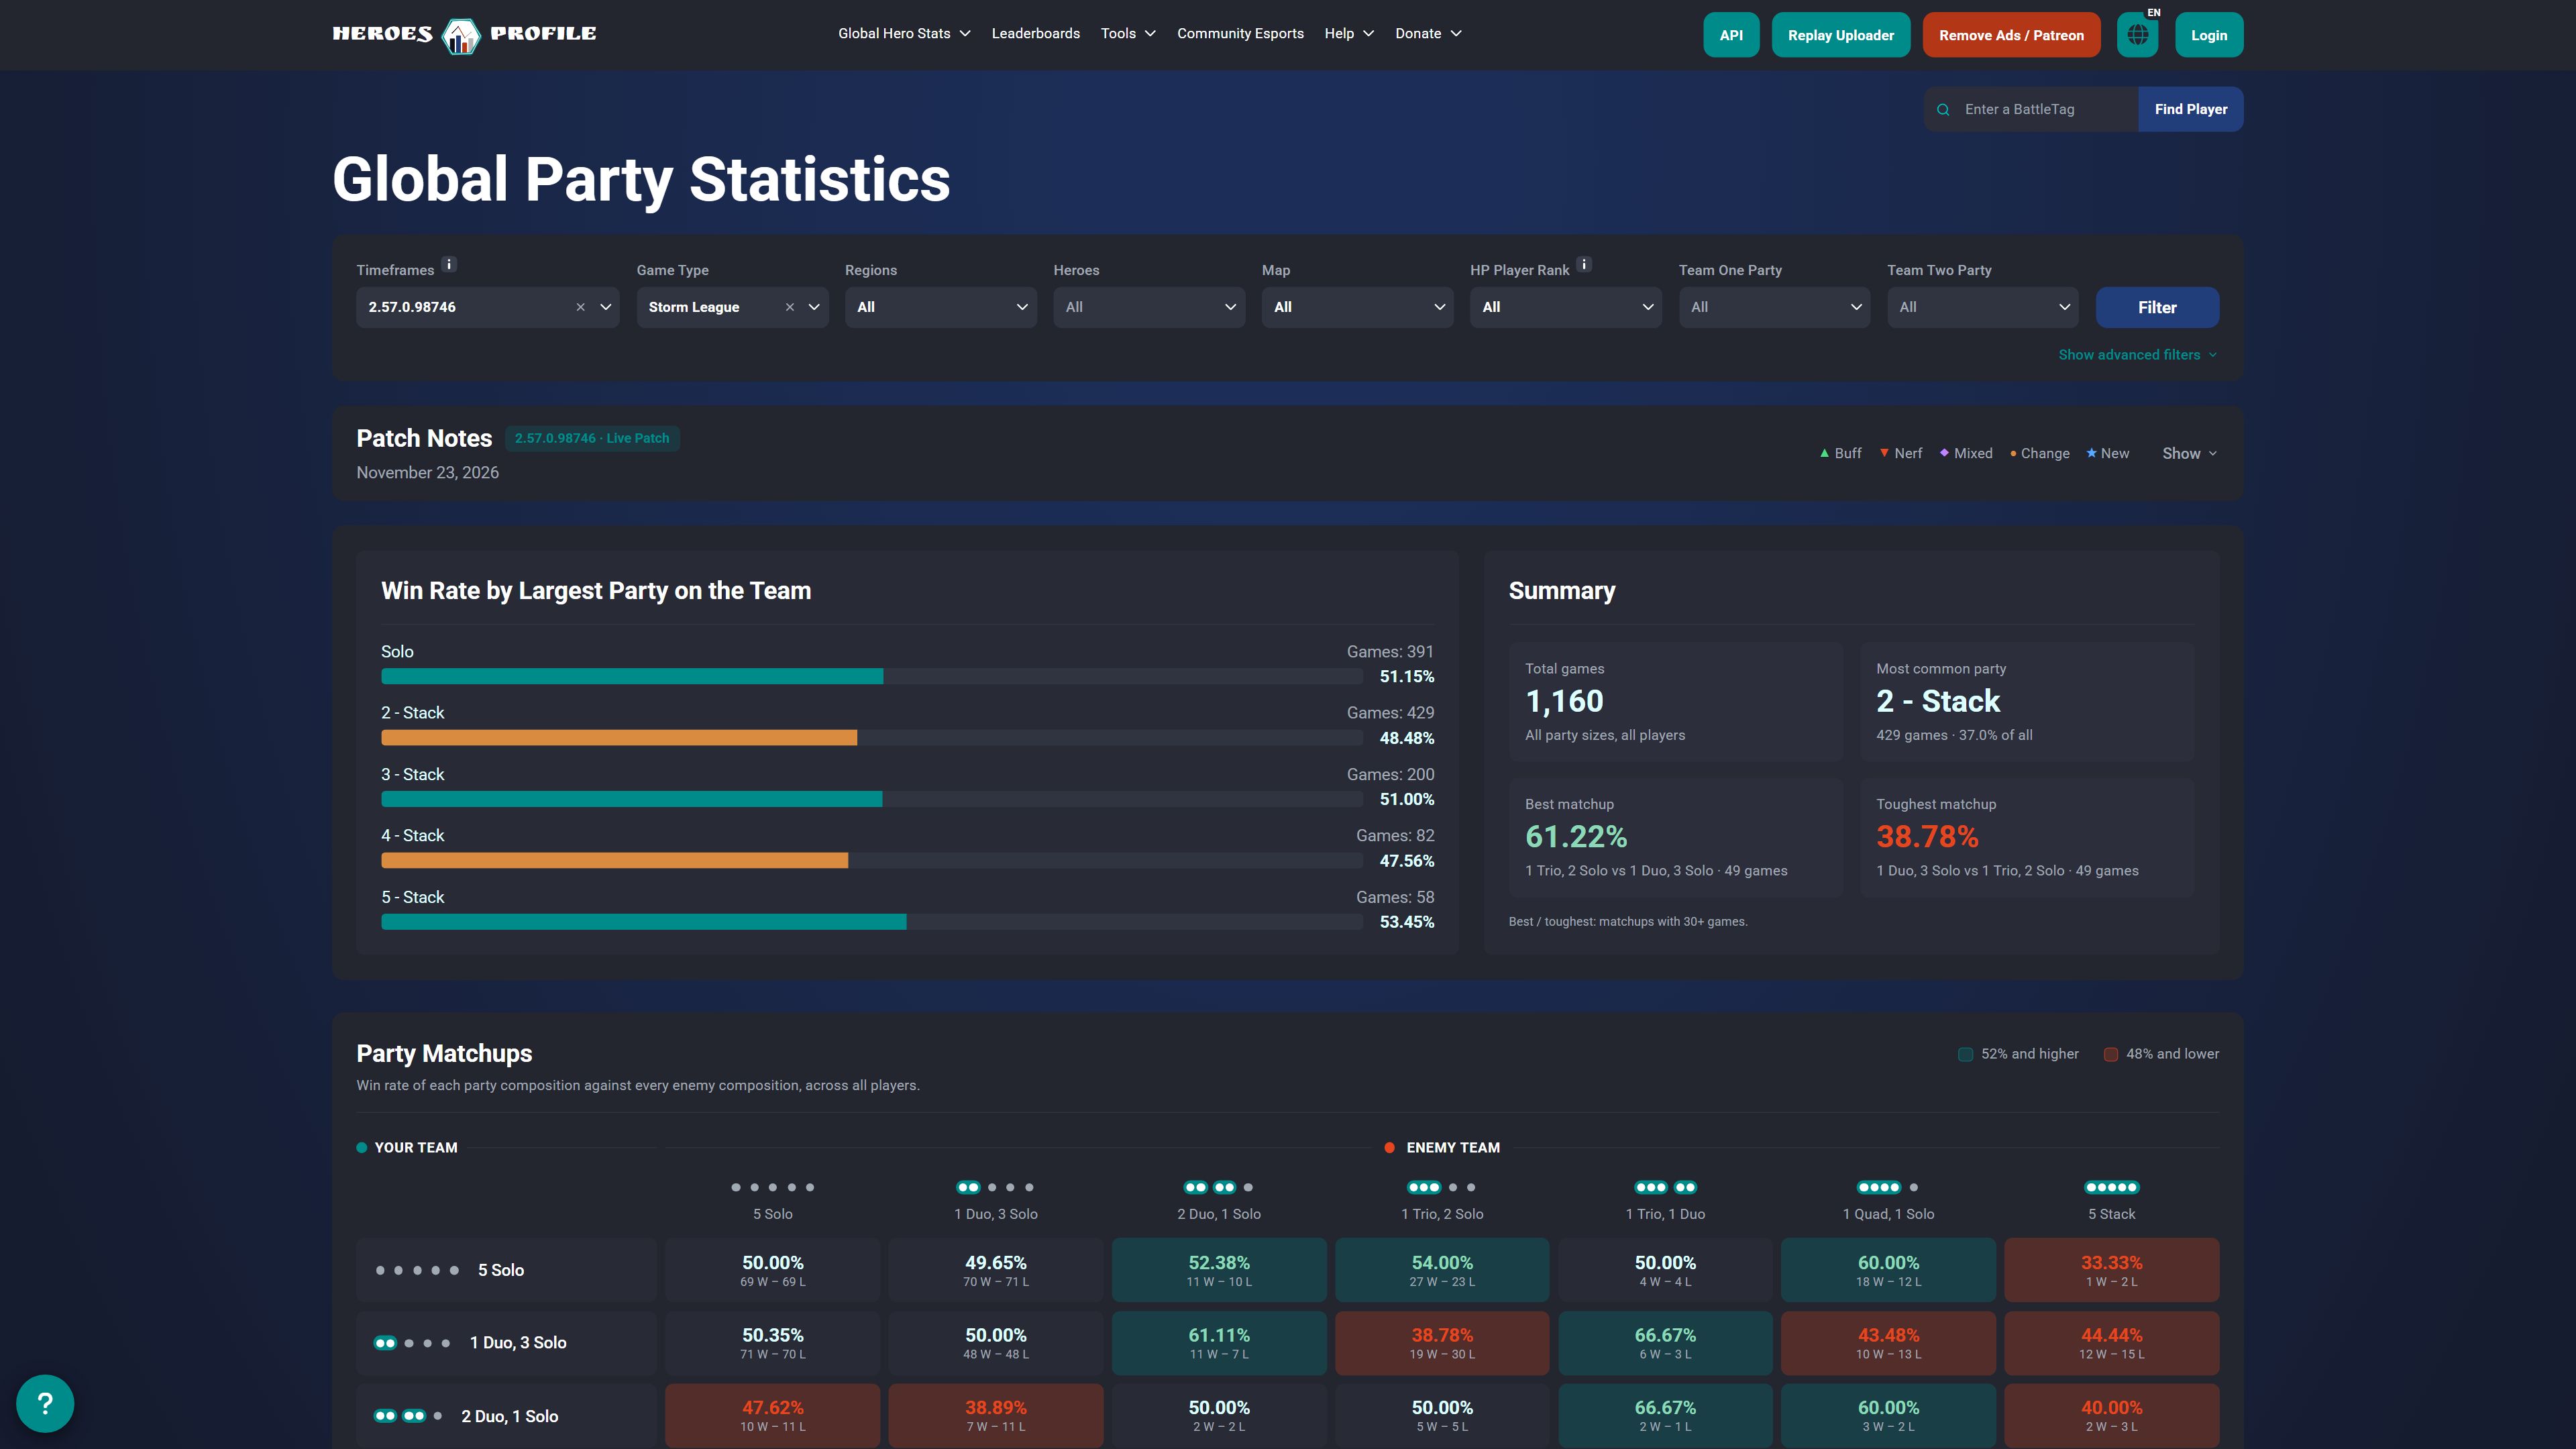 HEROES PROFILE
Global Hero Stats Leaderboards Tools Community Esports Help Donate
API Replay Uploader Remove Ads / Patreon EN Login
Enter a BattleTag Find Player
Global Party Statistics
Timeframes i Game Type Regions Heroes Map HP Player Rank i Team One Party Team Two Party
2.57.0.98746 × Storm League × All All All All All All Filter
Show advanced filters
Patch Notes 2.57.0.98746 · Live Patch
November 23, 2026
Buff Nerf Mixed Change New Show
Win Rate by Largest Party on the Team
Solo Games: 391
51.15%
2 - Stack Games: 429
48.48%
3 - Stack Games: 200
51.00%
4 - Stack Games: 82
47.56%
5 - Stack Games: 58
53.45%
Summary
Total games
1,160
All party sizes, all players
Most common party
2 - Stack
429 games · 37.0% of all
Best matchup
61.22%
1 Trio, 2 Solo vs 1 Duo, 3 Solo · 49 games
Toughest matchup
38.78%
1 Duo, 3 Solo vs 1 Trio, 2 Solo · 49 games
Best / toughest: matchups with 30+ games.
Party Matchups
52% and higher 48% and lower
Win rate of each party composition against every enemy composition, across all players.
YOUR TEAM ENEMY TEAM
5 Solo 1 Duo, 3 Solo 2 Duo, 1 Solo 1 Trio, 2 Solo 1 Trio, 1 Duo 1 Quad, 1 Solo 5 Stack
5 Solo
50.00% 49.65% 52.38% 54.00% 50.00% 60.00% 33.33%
69 W – 69 L 70 W – 71 L 11 W – 10 L 27 W – 23 L 4 W – 4 L 18 W – 12 L 1 W – 2 L
1 Duo, 3 Solo
50.35% 50.00% 61.11% 38.78% 66.67% 43.48% 44.44%
71 W – 70 L 48 W – 48 L 11 W – 7 L 19 W – 30 L 6 W – 3 L 10 W – 13 L 12 W – 15 L
2 Duo, 1 Solo
47.62% 38.89% 50.00% 50.00% 66.67% 60.00% 40.00%
10 W – 11 L 7 W – 11 L 2 W – 2 L 5 W – 5 L 2 W – 1 L 3 W – 2 L 2 W – 3 L
?